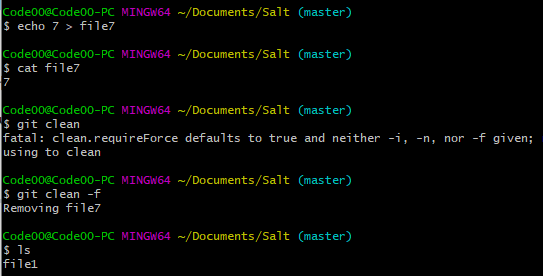 Code00@Code00-PC MINGW64 ~/Documents/Salt (master)
$ echo 7 > file7
Code00@Code00-PC MINGW64 ~/Documents/Salt (master)
$ cat file7
7
Code00@Code00-PC MINGW64 ~/Documents/Salt (master)
$ git clean
fatal: clean.requireForce defaults to true and neither -i, -n, nor -f given;
using to clean
Code00@Code00-PC MINGW64 ~/Documents/Salt (master)
$ git clean -f
Removing file7
Code00@Code00-PC MINGW64 ~/Documents/Salt (master)
$ ls
file1